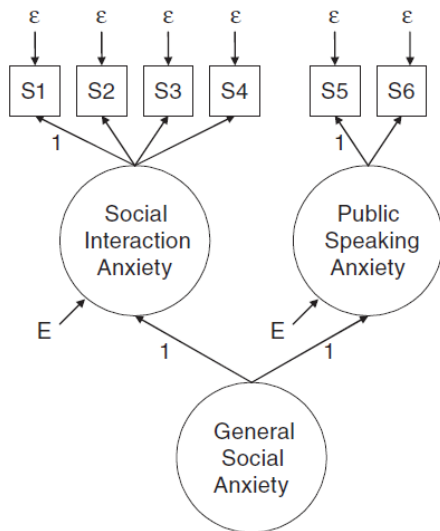 ε ε ε ε ε ε
S1 S2 S3 S4 S5 S6
1 1
Social
Interaction
Anxiety
Public
Speaking
Anxiety
E E
1 1
General
Social
Anxiety